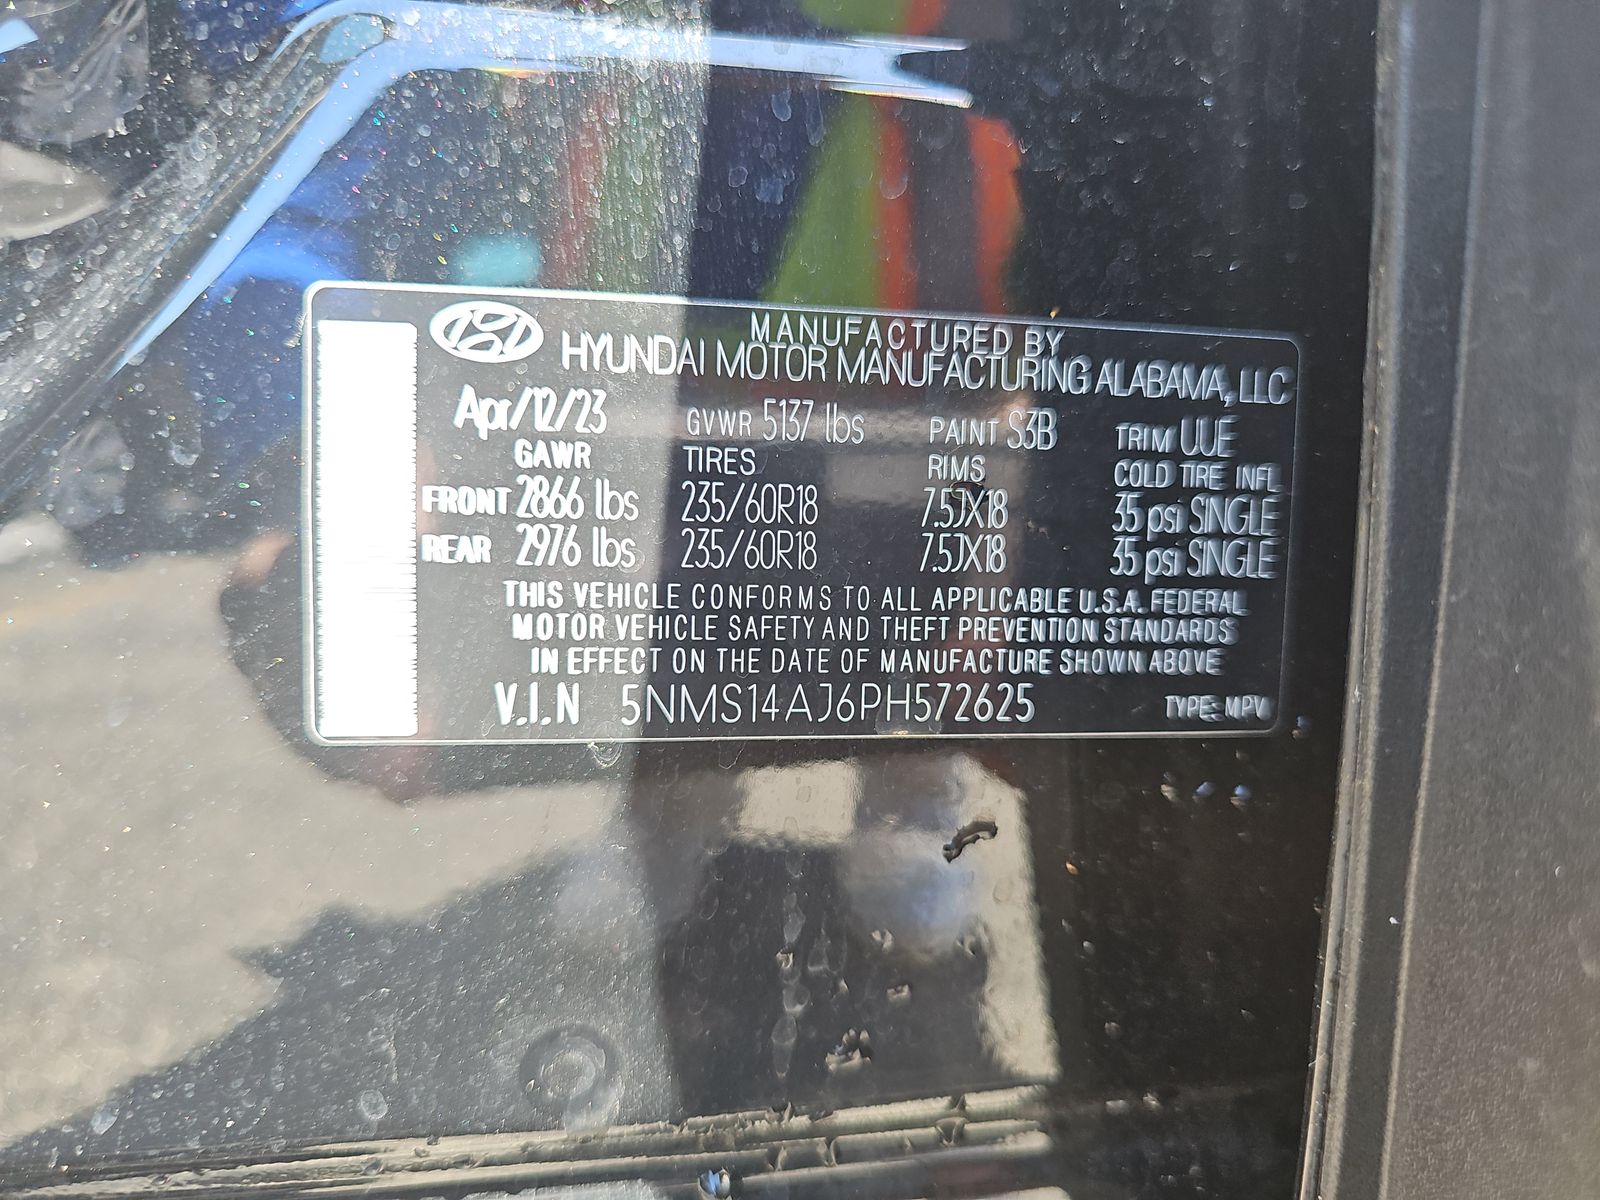 MANUFACTURED BY
HYUNDAI MOTOR MANUFACTURING ALABAMA, LLC
Apr/12/23 GVWR 5137 lbs PAINT S3B TRIM UUE
GAWR TIRES RIMS COLD TIRE INFL
FRONT 2866 lbs 235/60R18 7.5JX18 35 psi SINGLE
REAR 2976 lbs 235/60R18 7.5JX18 35 psi SINGLE
THIS VEHICLE CONFORMS TO ALL APPLICABLE U.S.A. FEDERAL
MOTOR VEHICLE SAFETY AND THEFT PREVENTION STANDARDS
IN EFFECT ON THE DATE OF MANUFACTURE SHOWN ABOVE
V.I.N 5NMS14AJ6PH572625 TYPE: MPV